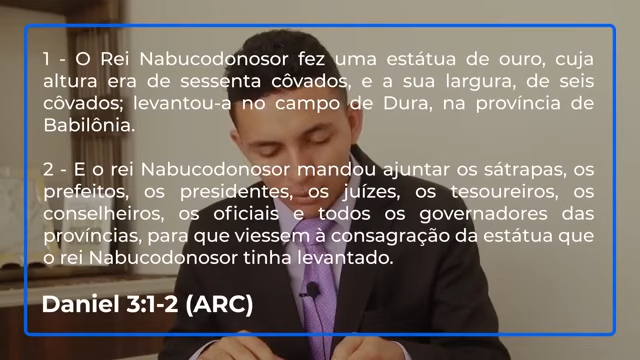 1 - O Rei Nabucodonosor fez uma estátua de ouro, cuja
altura era de sessenta côvados, e a sua largura, de seis
côvados; levantou-a no campo de Dura, na província de
Babilônia.
2 - E o rei Nabucodonosor mandou ajuntar os sátrapas, os
prefeitos, os presidentes, os juízes, os tesoureiros, os
conselheiros, os oficiais e todos os governadores das
províncias, para que viessem à consagração da estátua que
o rei Nabucodonosor tinha levantado.
Daniel 3:1-2 (ARC)